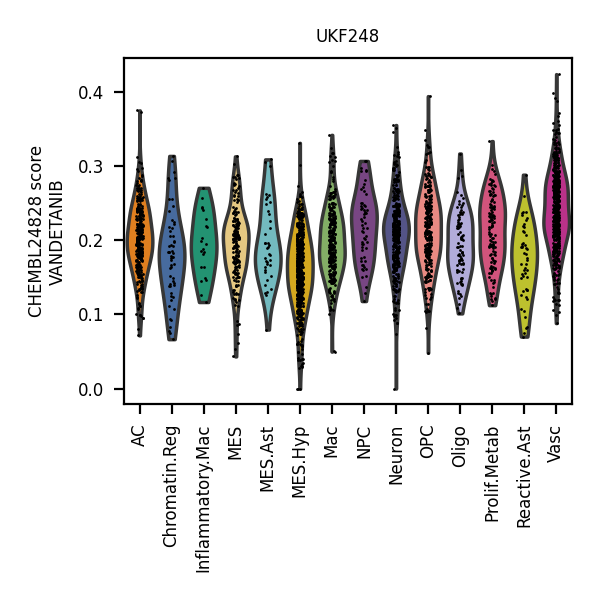 UKF248
CHEMBL24828 score
VANDETANIB
0.4
0.3
0.2
0.1
0.0
AC
Chromatin.Reg
Inflammatory.Mac
MES
MES.Ast
MES.Hyp
Mac
NPC
Neuron
OPC
Oligo
Prolif.Metab
Reactive.Ast
Vasc